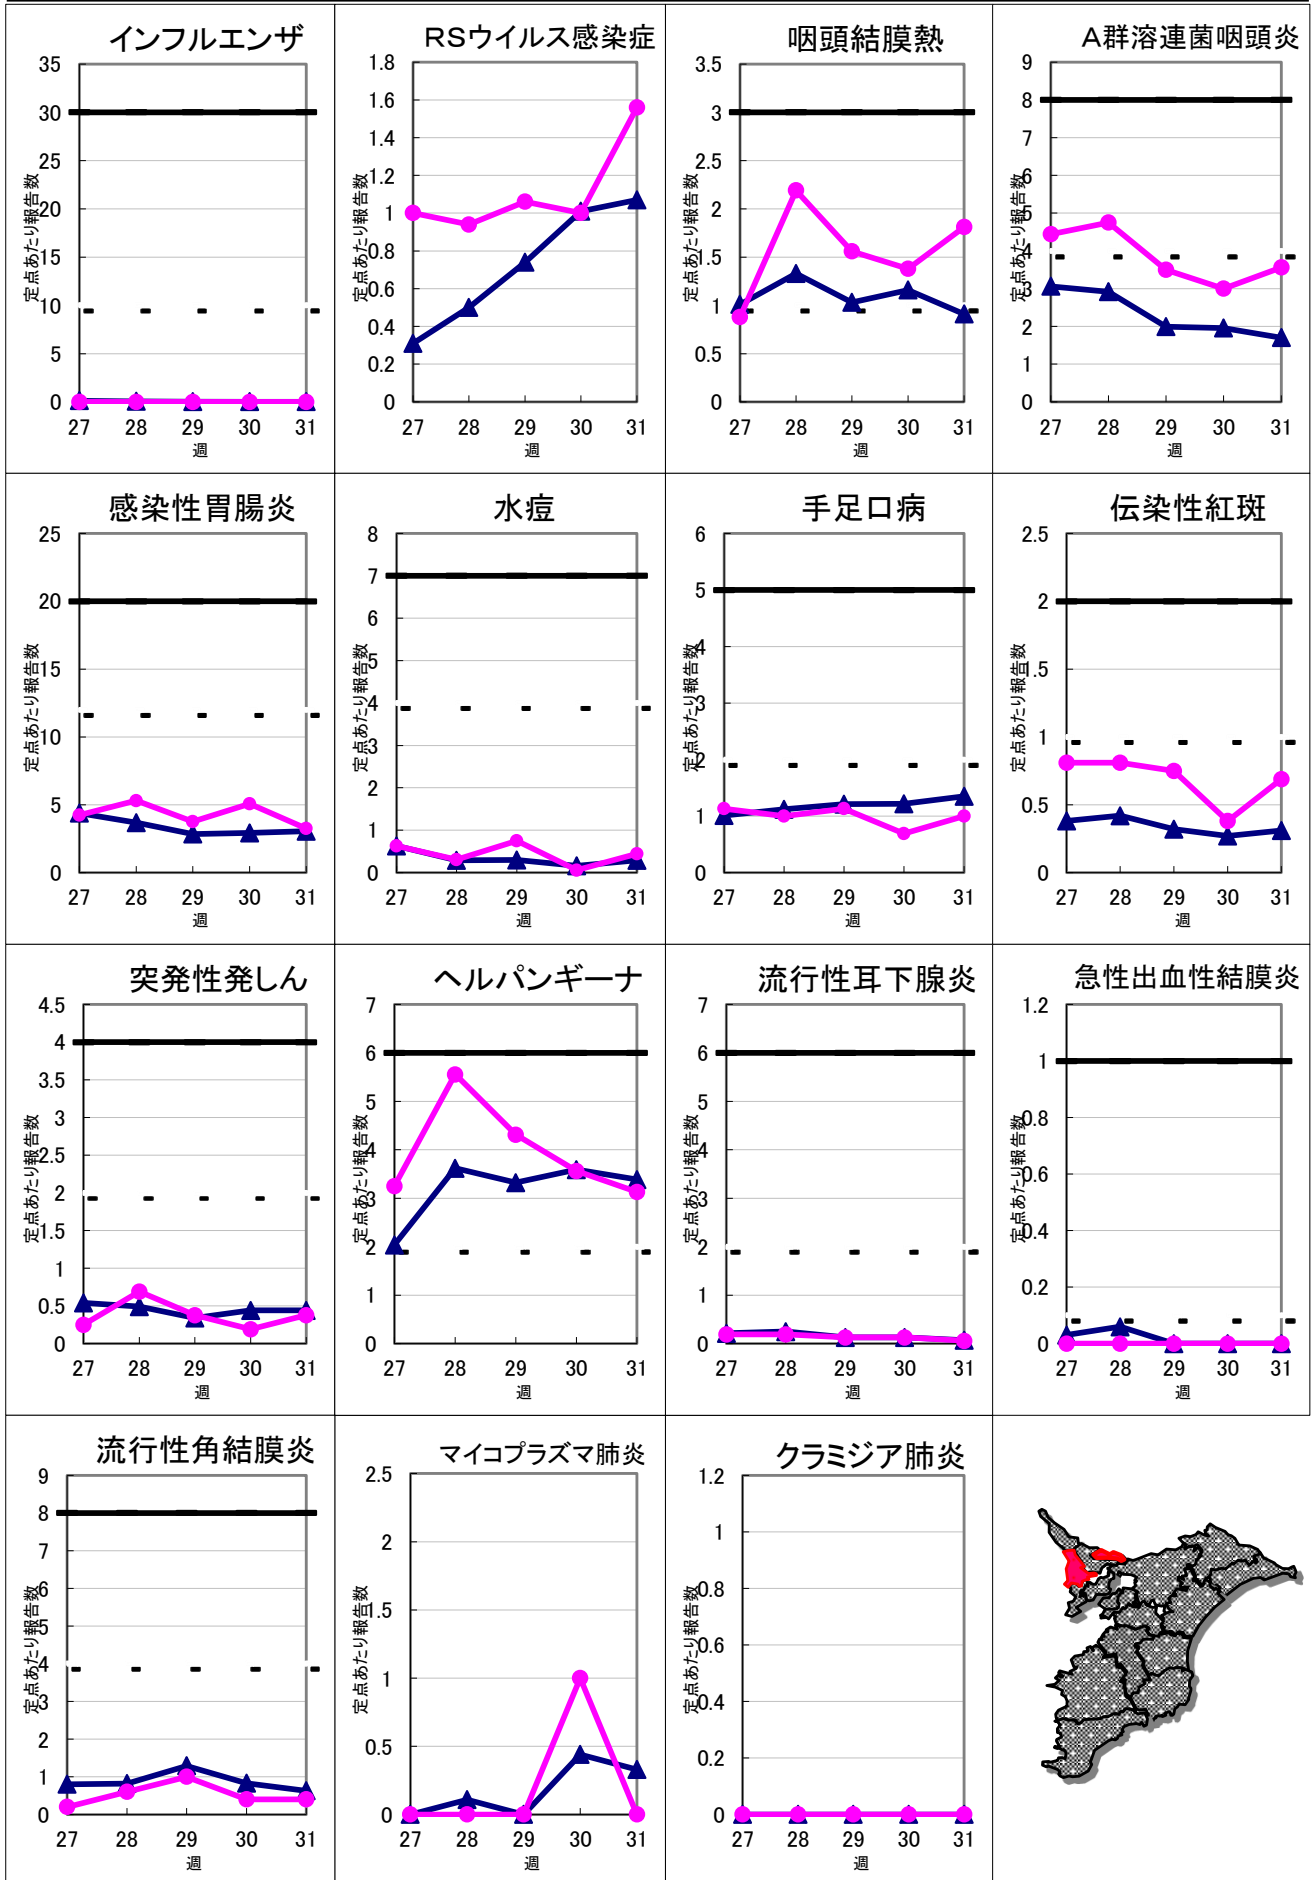 インフルエンザ
35
30
25
20
15
10
5
0
定点あたり報告数
27 28 29 30 31
週
RSウイルス感染症
1.8
1.6
1.4
1.2
1
0.8
0.6
0.4
0.2
0
定点あたり報告数
27 28 29 30 31
週
咽頭結膜熱
3.5
3
2.5
2
1.5
1
0.5
0
定点あたり報告数
27 28 29 30 31
週
A群溶連菌咽頭炎
9
8
7
6
5
4
3
2
1
0
定点あたり報告数
27 28 29 30 31
週
感染性胃腸炎
25
20
15
10
5
0
定点あたり報告数
27 28 29 30 31
週
水痘
8
7
6
5
4
3
2
1
0
定点あたり報告数
27 28 29 30 31
週
手足口病
6
5
4
3
2
1
0
定点あたり報告数
27 28 29 30 31
週
伝染性紅斑
2.5
2
1.5
1
0.5
0
定点あたり報告数
27 28 29 30 31
週
突発性発しん
4.5
4
3.5
3
2.5
2
1.5
1
0.5
0
定点あたり報告数
27 28 29 30 31
週
ヘルパンギーナ
7
6
5
4
3
2
1
0
定点あたり報告数
27 28 29 30 31
週
流行性耳下腺炎
7
6
5
4
3
2
1
0
定点あたり報告数
27 28 29 30 31
週
急性出血性結膜炎
1.2
1
0.8
0.6
0.4
0.2
0
定点あたり報告数
27 28 29 30 31
週
流行性角結膜炎
9
8
7
6
5
4
3
2
1
0
定点あたり報告数
27 28 29 30 31
週
マイコプラズマ肺炎
2.5
2
1.5
1
0.5
0
定点あたり報告数
27 28 29 30 31
週
クラミジア肺炎
1.2
1
0.8
0.6
0.4
0.2
0
定点あたり報告数
27 28 29 30 31
週